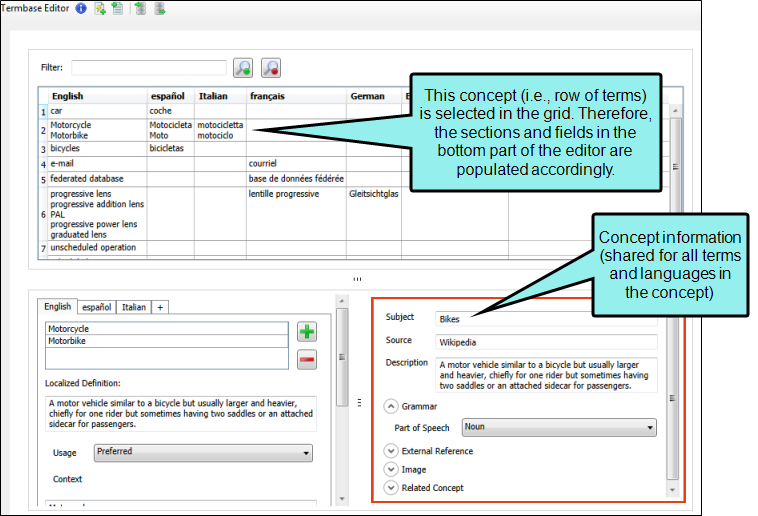 Termbase Editor
Filter:
English español Italian français German
1 car coche
2 Motorcycle Motocicleta motocicletta
Motorbike Moto motociclo
3 bicycles bicicletas
4 e-mail courriel
5 federated database base de données fédérée
progressive lens lentille progressive Gleitsichtglas
progressive addition lens
6 PAL
progressive power lens
graduated lens
7 unscheduled operation
This concept (i.e., row of terms)
is selected in the grid. Therefore,
the sections and fields in the
bottom part of the editor are
populated accordingly.
Concept information
(shared for all terms
and languages in
the concept)
English español Italian +
Motorcycle
Motorbike
Localized Definition:
A motor vehicle similar to a bicycle but usually larger and heavier,
chiefly for one rider but sometimes having two saddles or an attached
sidecar for passengers.
Usage Preferred
Context
Subject Bikes
Source Wikipedia
Description A motor vehicle similar to a bicycle but usually larger
and heavier, chiefly for one rider but sometimes having
two saddles or an attached sidecar for passengers.
Grammar
Part of Speech Noun
External Reference
Image
Related Concept